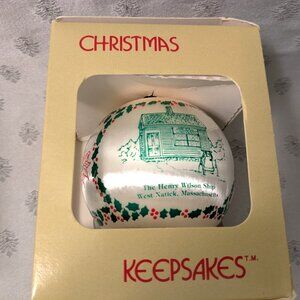 CHRISTMAS
The Henry Wilson Shop
West Natick, Massachusetts
KEEPSAKES™